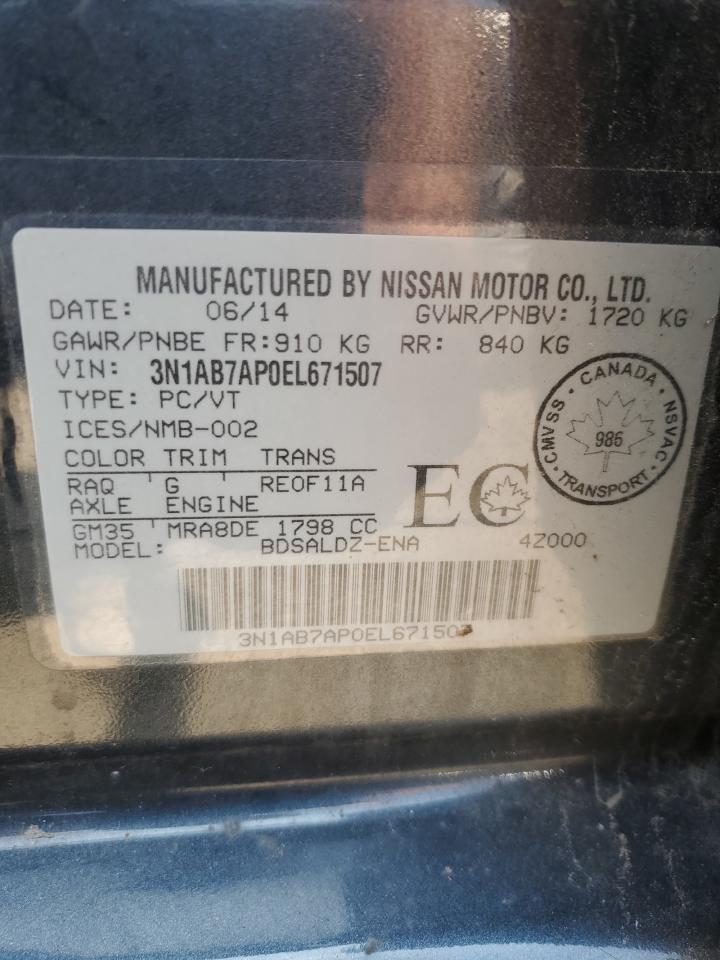 MANUFACTURED BY NISSAN MOTOR CO., LTD.
DATE: 06/14 GVWR/PNBV: 1720 KG
GAWR/PNBE FR:910 KG RR: 840 KG
VIN: 3N1AB7AP0EL671507
TYPE: PC/VT
ICES/NMB-002
CMVSS · CANADA · NSVAC · TRANSPORT ·
986
COLOR TRIM TRANS
RAQ G RE0F11A
AXLE ENGINE
GM35 MRA8DE 1798 CC
EC
MODEL: BDSALDZ-ENA 4Z000
3N1AB7AP0EL671507